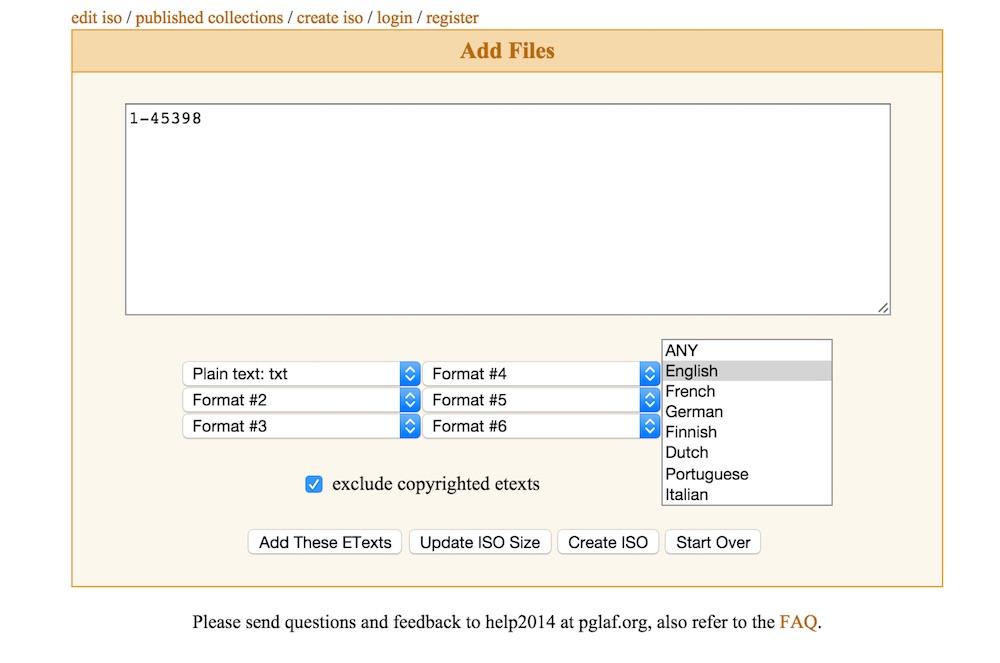 edit iso / published collections / create iso / login / register
Add Files
1-45398
Plain text: txt
Format #4
Format #2
Format #5
Format #3
Format #6
ANY
English
French
German
Finnish
Dutch
Portuguese
Italian
exclude copyrighted etexts
Add These ETexts
Update ISO Size
Create ISO
Start Over
Please send questions and feedback to help2014 at pglaf.org, also refer to the FAQ.